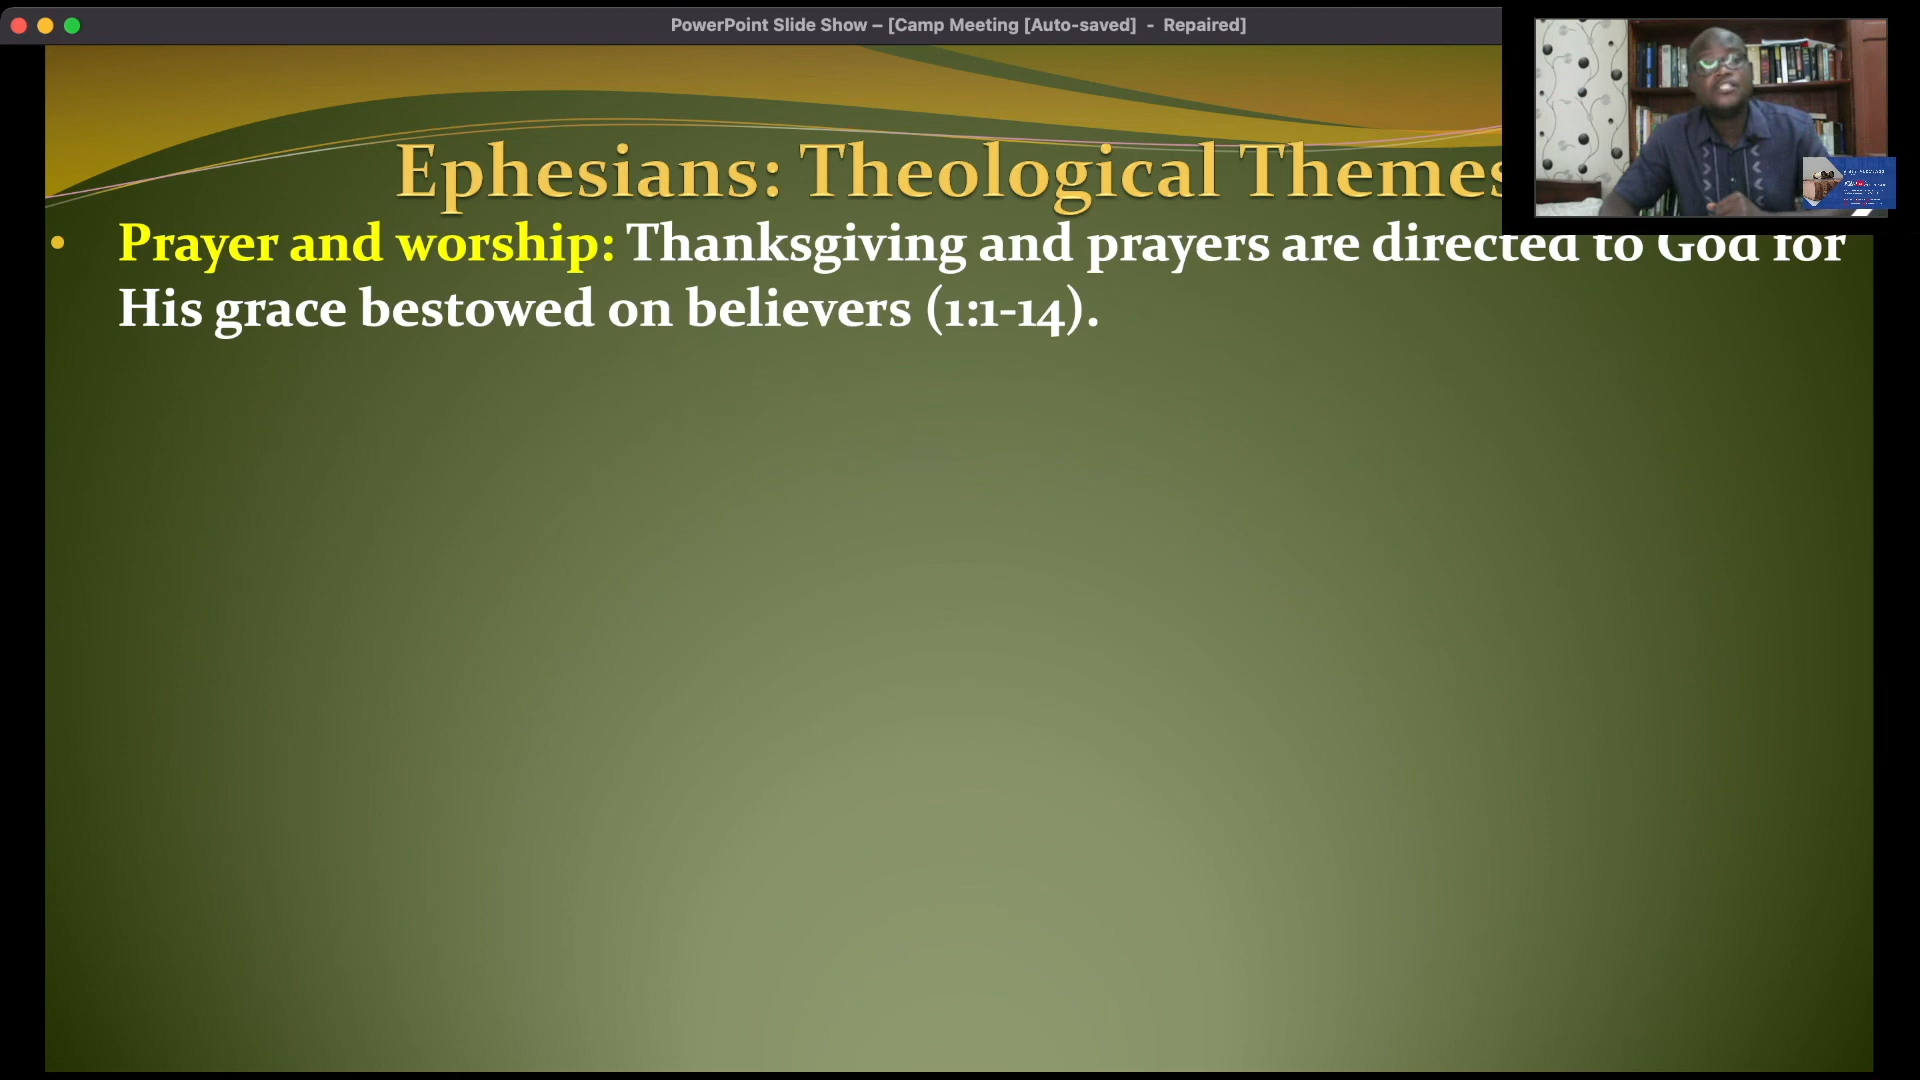 PowerPoint Slide Show – [Camp Meeting [Auto-saved]  -  Repaired]
Ephesians: Theological Themes
• Prayer and worship: Thanksgiving and prayers are directed to God for
His grace bestowed on believers (1:1-14).